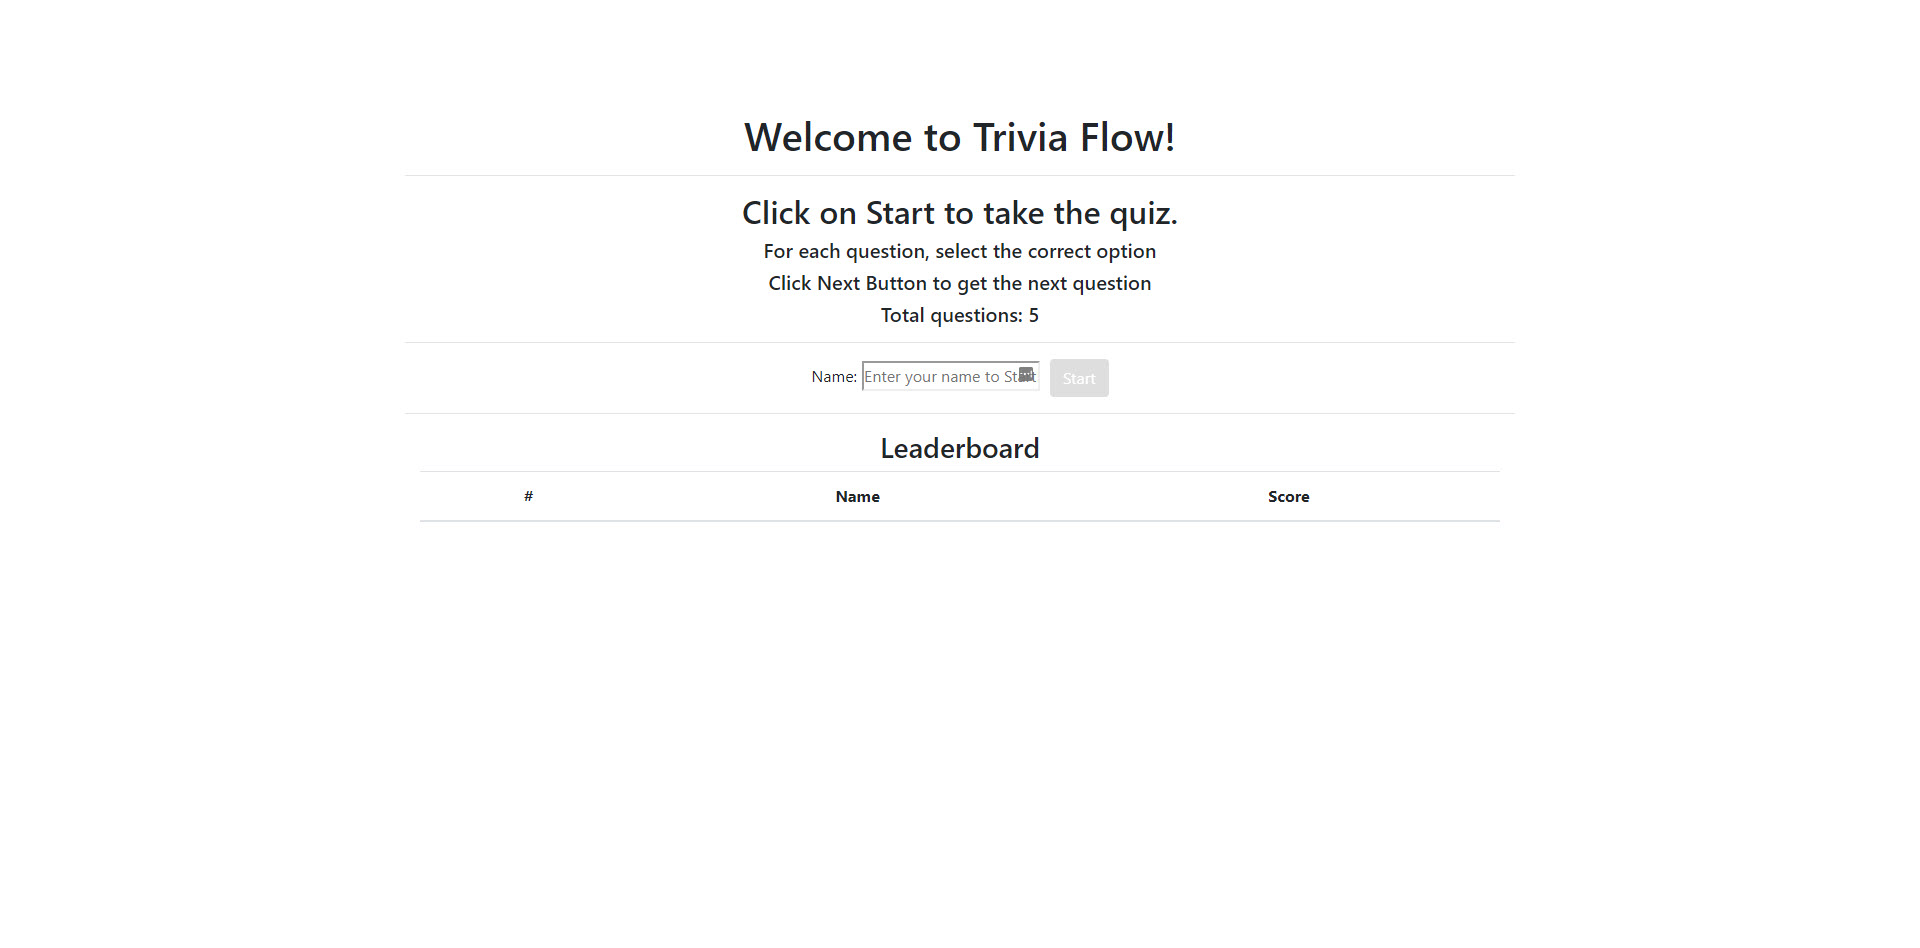 Welcome to Trivia Flow!
Click on Start to take the quiz.
For each question, select the correct option
Click Next Button to get the next question
Total questions: 5
Name: Enter your name to Start Start
Leaderboard
# Name Score